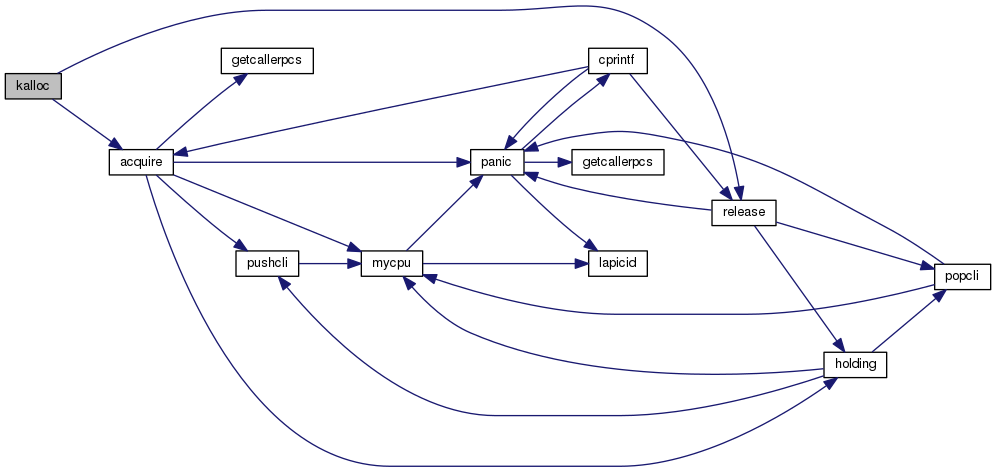 getcallerpcs
cprintf
kalloc
acquire
panic
getcallerpcs
release
pushcli
mycpu
lapicid
popcli
holding